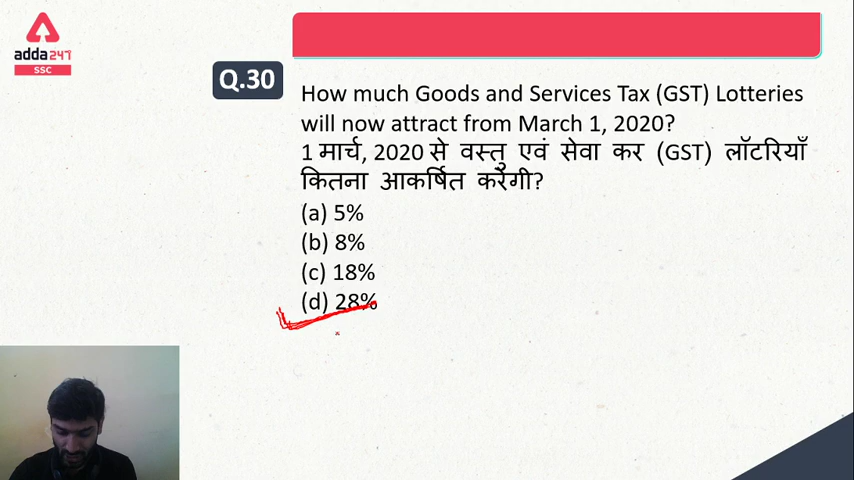 adda247
SSC
Q.30
How much Goods and Services Tax (GST) Lotteries
will now attract from March 1, 2020?
1 मार्च, 2020 से वस्तु एवं सेवा कर (GST) लॉटरियाँ
कितना आकर्षित करेगी?
(a) 5%
(b) 8%
(c) 18%
(d) 28%